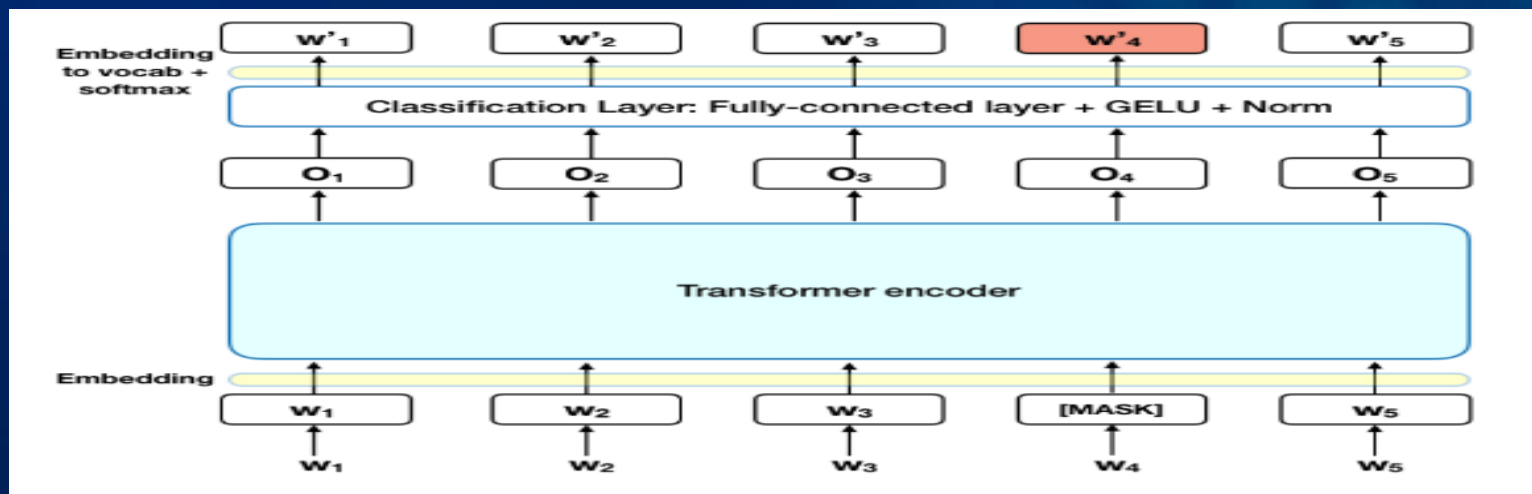 Embedding to vocab + softmax
w'₁ w'₂ w'₃ w'₄ w'₅
Classification Layer: Fully-connected layer + GELU + Norm
O₁ O₂ O₃ O₄ O₅
Transformer encoder
Embedding
w₁ w₂ w₃ [MASK] w₅
w₁ w₂ w₃ w₄ w₅